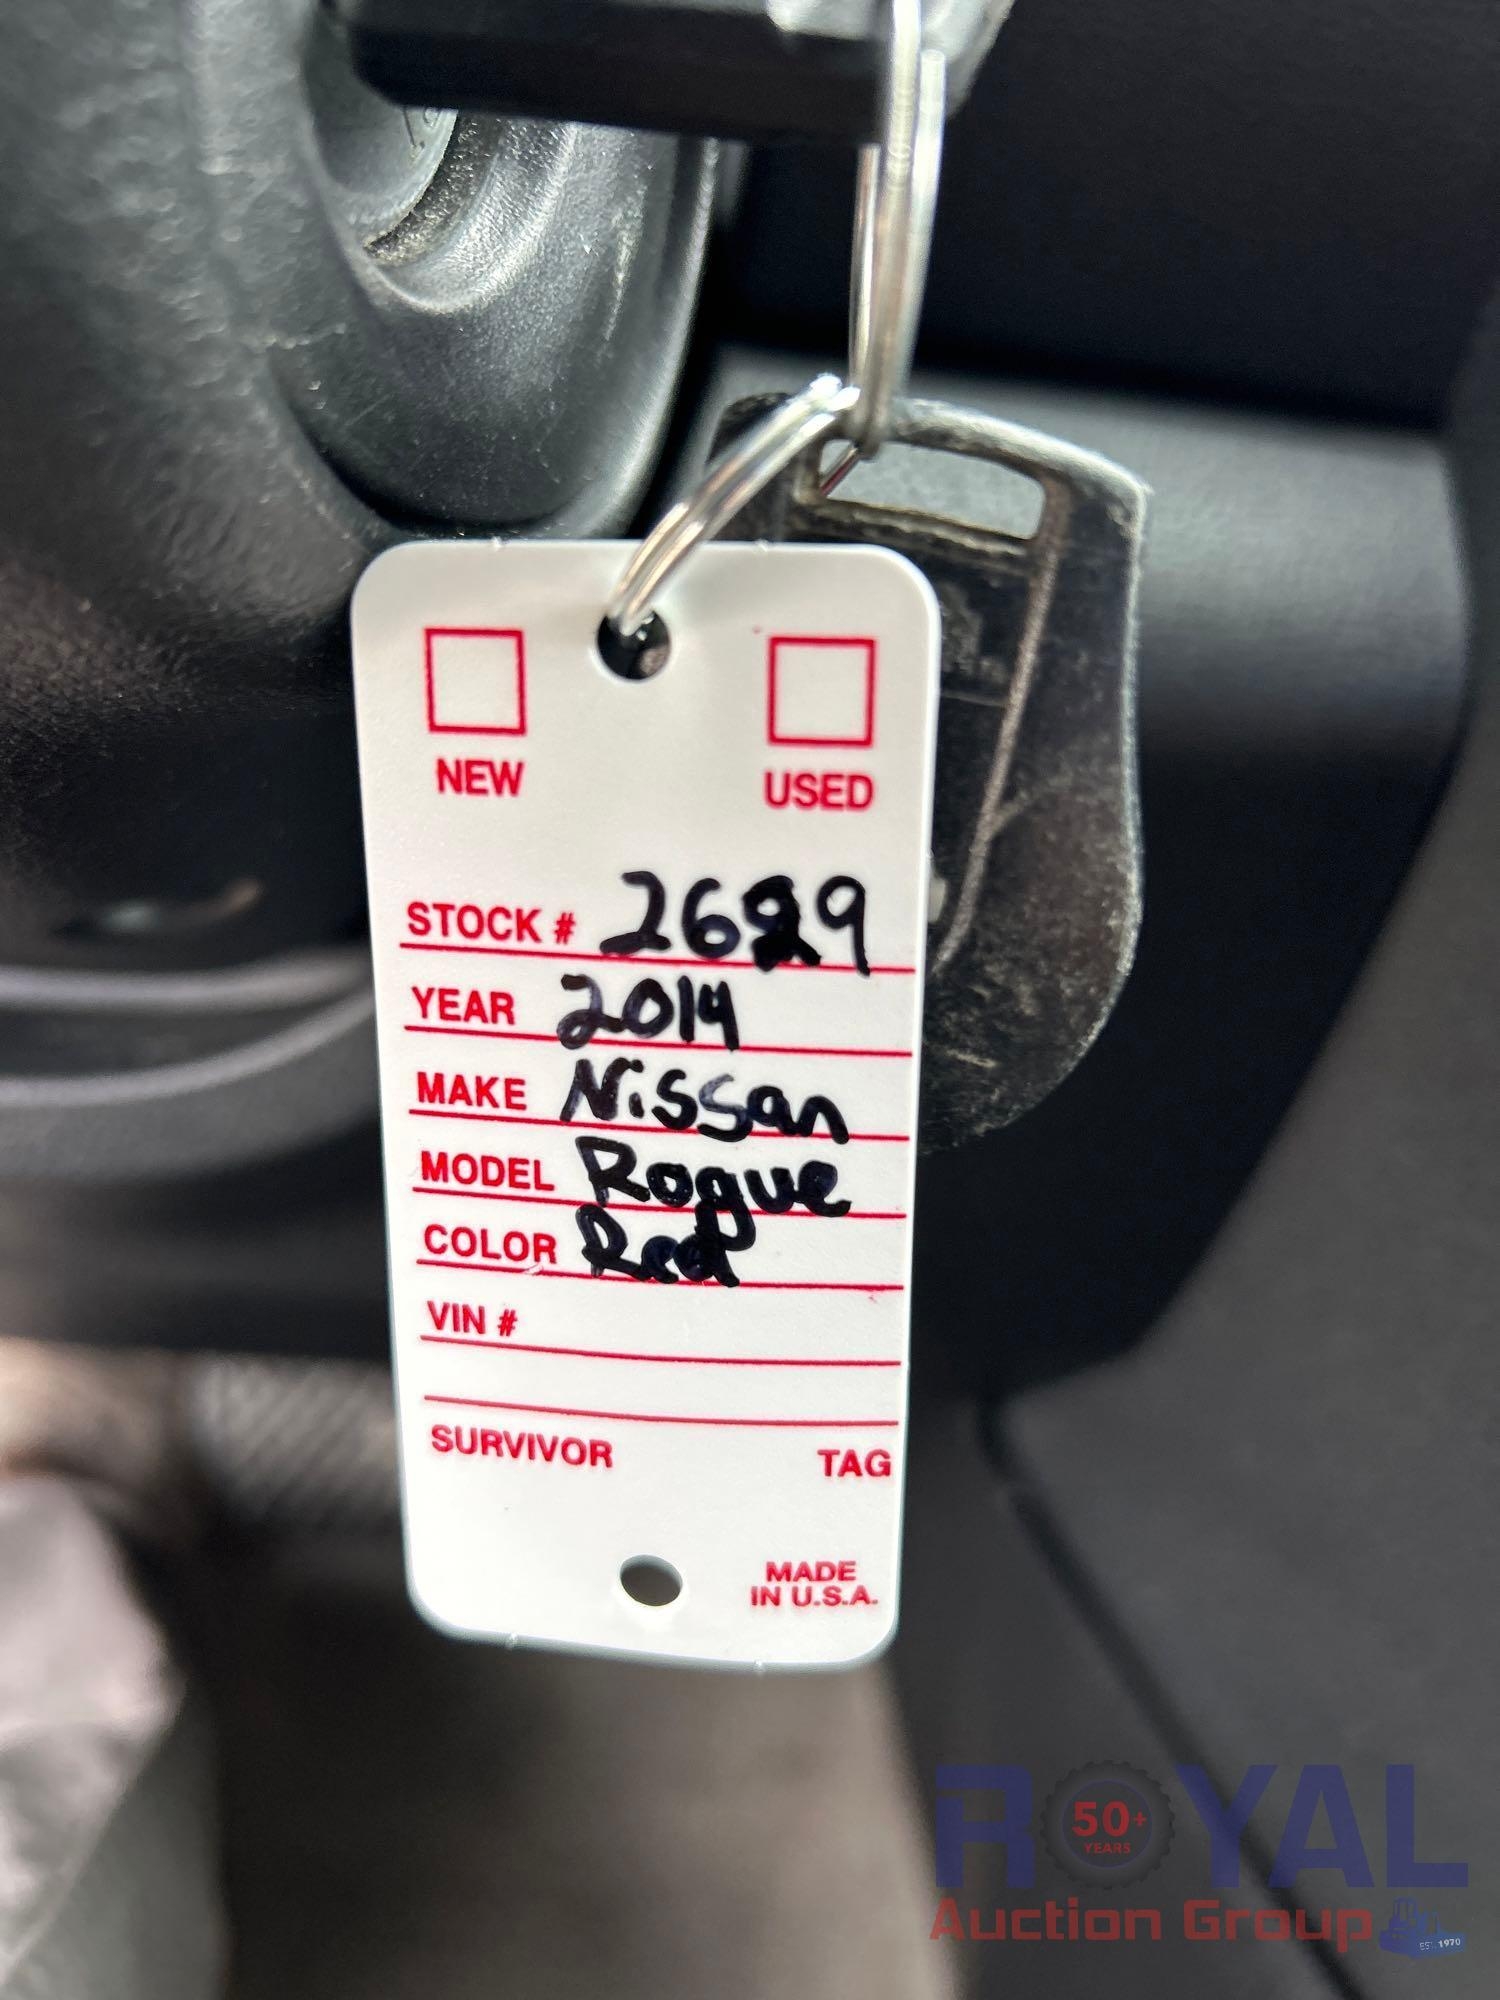 NEW USED
STOCK # 2629
YEAR 2014
MAKE Nissan
MODEL Rogue
COLOR Red
VIN #
SURVIVOR TAG
MADE
IN U.S.A.
ROYAL
50+
YEARS
Auction Group
EST. 1970